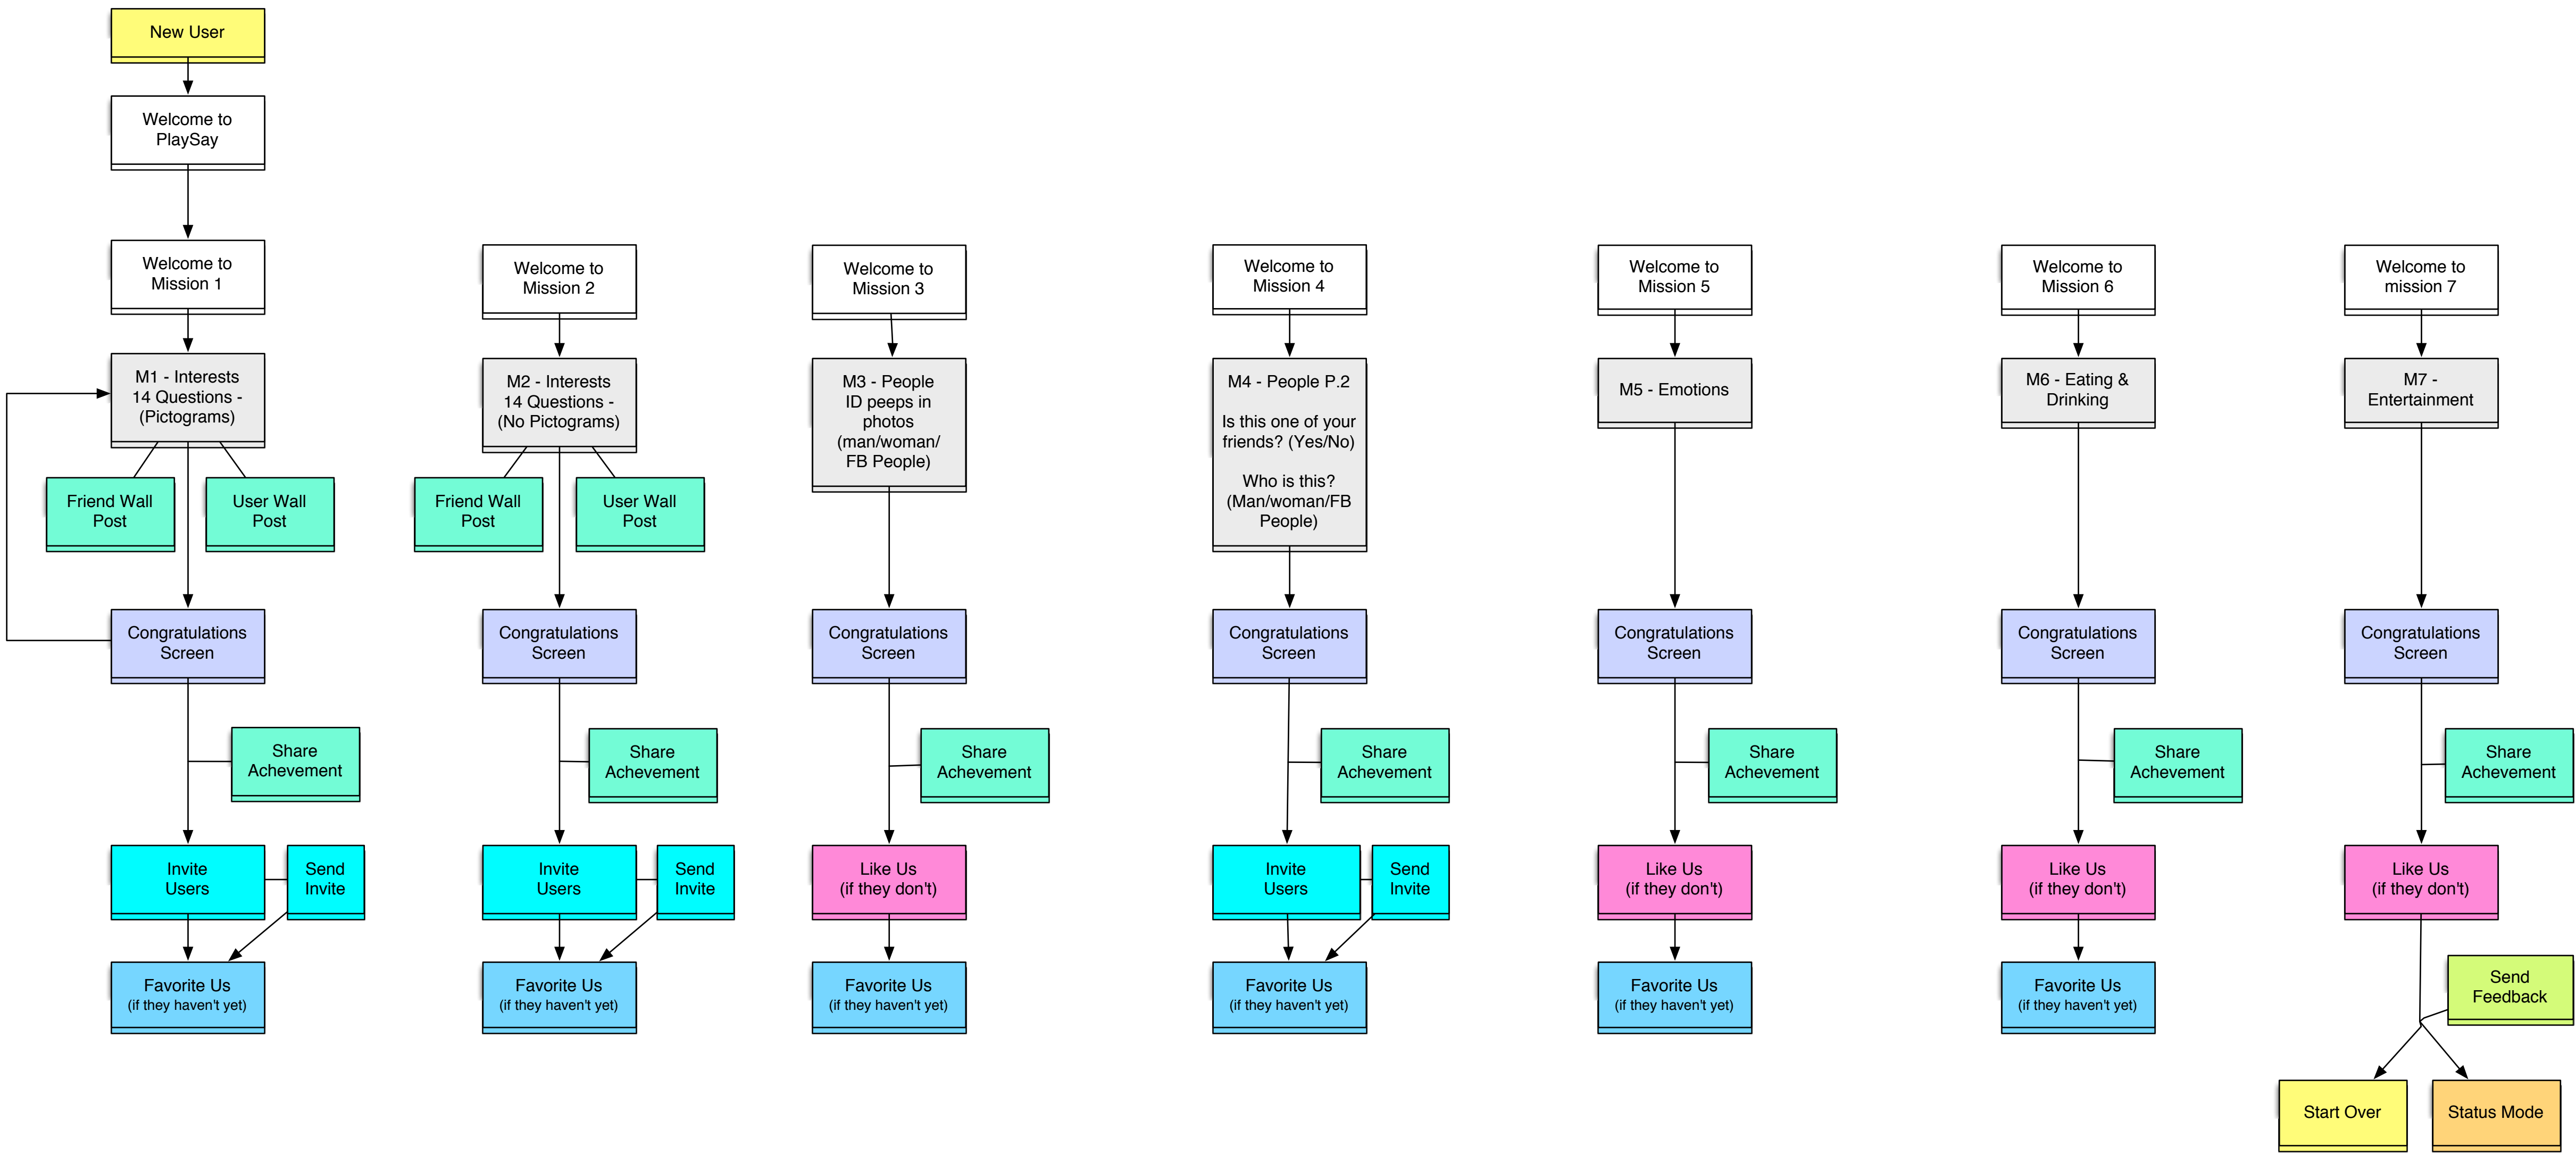 New User
Welcome to
PlaySay
Welcome to
Mission 1
M1 - Interests
14 Questions -
(Pictograms)
Friend Wall
Post
User Wall
Post
Congratulations
Screen
Share
Achevement
Invite
Users
Send
Invite
Favorite Us
(if they haven't yet)
Welcome to
Mission 2
M2 - Interests
14 Questions -
(No Pictograms)
Friend Wall
Post
User Wall
Post
Congratulations
Screen
Share
Achevement
Invite
Users
Send
Invite
Favorite Us
(if they haven't yet)
Welcome to
Mission 3
M3 - People
ID peeps in
photos
(man/woman/
FB People)
Congratulations
Screen
Share
Achevement
Like Us
(if they don't)
Favorite Us
(if they haven't yet)
Welcome to
Mission 4
M4 - People P.2
Is this one of your
friends? (Yes/No)
Who is this?
(Man/woman/FB
People)
Congratulations
Screen
Share
Achevement
Invite
Users
Send
Invite
Favorite Us
(if they haven't yet)
Welcome to
Mission 5
M5 - Emotions
Congratulations
Screen
Share
Achevement
Like Us
(if they don't)
Favorite Us
(if they haven't yet)
Welcome to
Mission 6
M6 - Eating &
Drinking
Congratulations
Screen
Share
Achevement
Like Us
(if they don't)
Favorite Us
(if they haven't yet)
Welcome to
mission 7
M7 -
Entertainment
Congratulations
Screen
Share
Achevement
Like Us
(if they don't)
Send
Feedback
Start Over
Status Mode